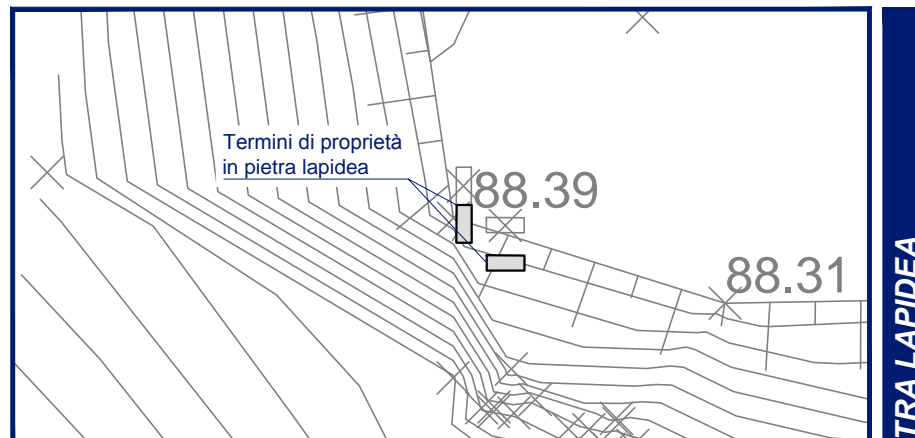 Termini di proprietà
in pietra lapidea
88.39
88.31
TRA LAPIDEA